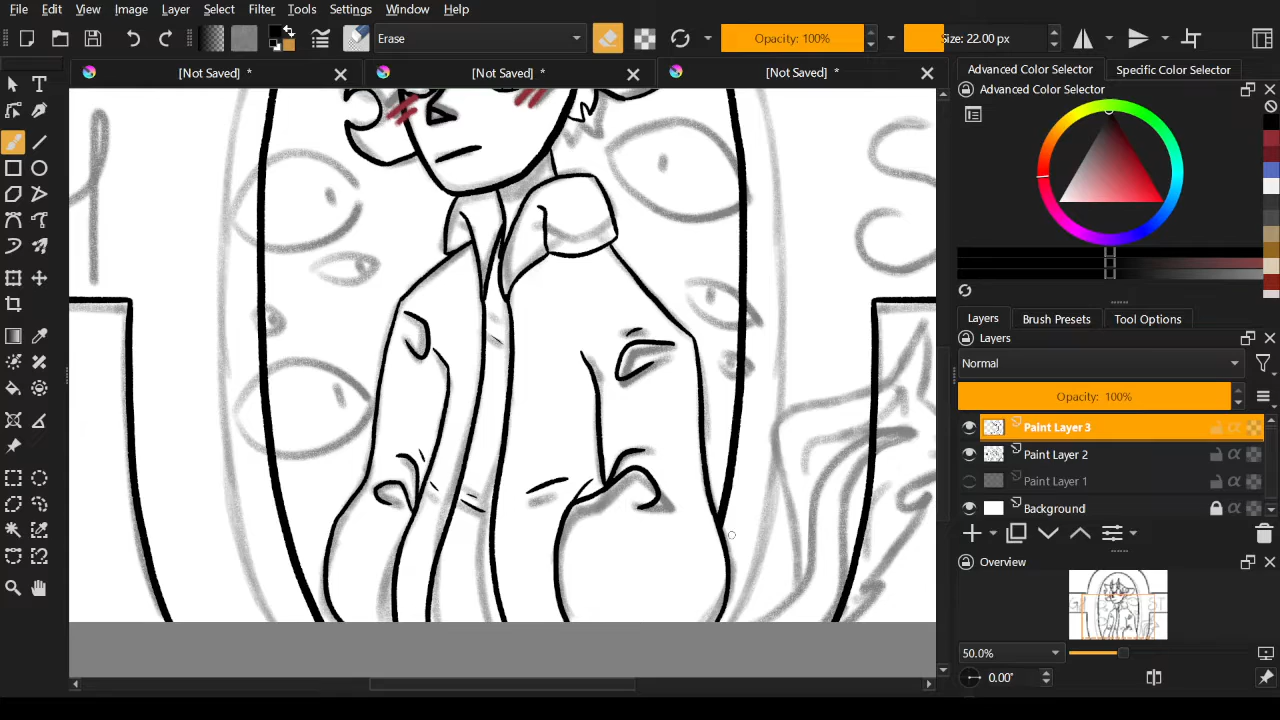 File Edit View Image Layer Select Filter Tools Settings Window Help
Erase Opacity: 100% Size: 22.00 px
[Not Saved] * [Not Saved] * [Not Saved] *
Advanced Color Selector Specific Color Selector
Advanced Color Selector
Layers Brush Presets Tool Options
Layers
Normal
Opacity: 100%
Paint Layer 3
Paint Layer 2
Paint Layer 1
Background
Overview
50.0%
0.00°